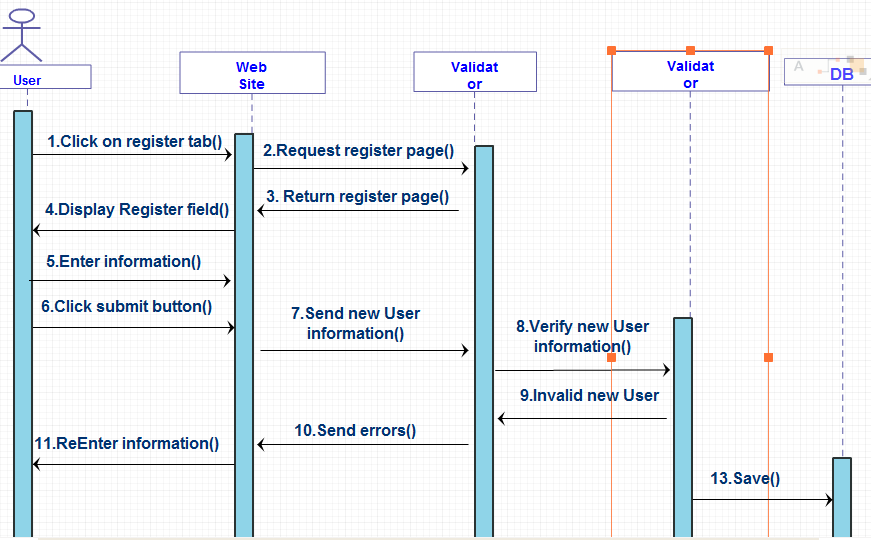 User
Web
Site
Validat
or
Validat
or
A
DB
1.Click on register tab()
2.Request register page()
3. Return register page()
4.Display Register field()
5.Enter information()
6.Click submit button()
7.Send new User
information()
8.Verify new User
information()
9.Invalid new User
10.Send errors()
11.ReEnter information()
13.Save()